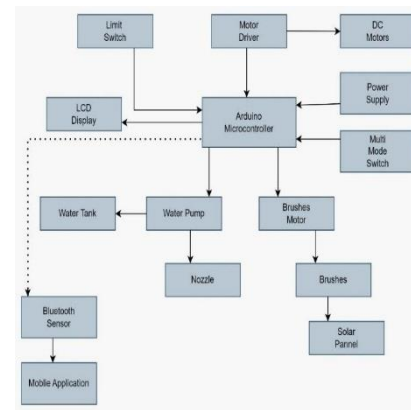 Limit
Switch
Motor
Driver
DC
Motors
LCD
Display
Arduino
Microcontroller
Power
Supply
Multi
Mode
Switch
Water Tank
Water Pump
Brushes
Motor
Nozzle
Brushes
Bluetooth
Sensor
Solar
Pannel
Moblie Application